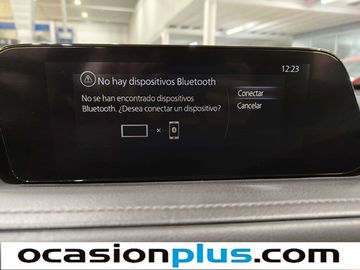 No hay dispositivos Bluetooth
12:23
No se han encontrado dispositivos
Bluetooth. ¿Desea conectar un dispositivo?
Conectar
Cancelar
ocasionplus.com